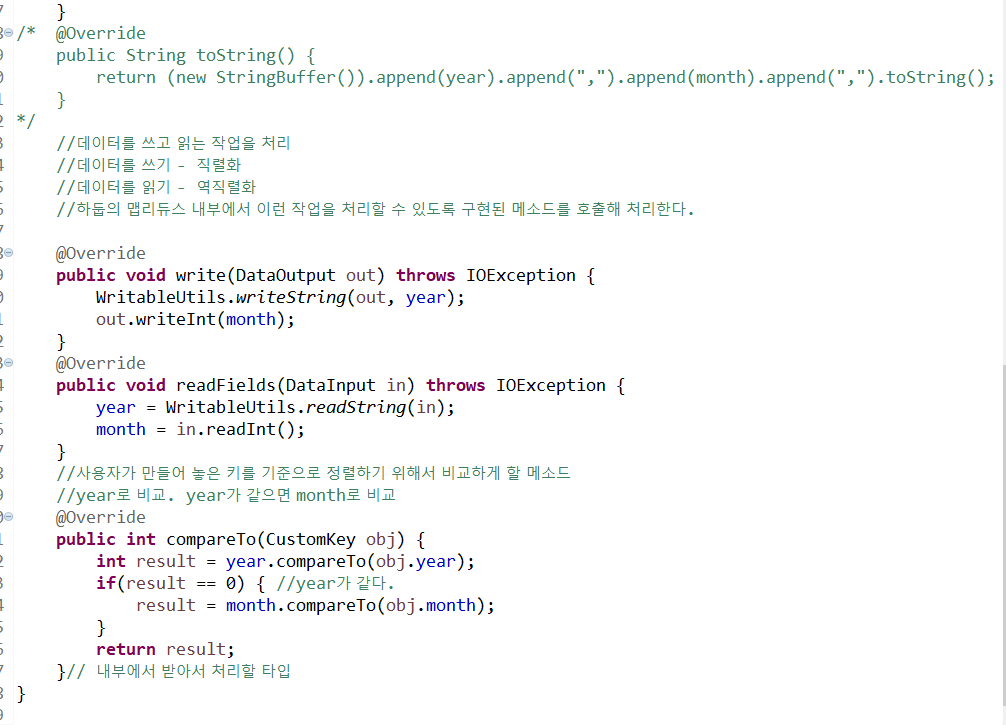 }
/*  @Override
    public String toString() {
        return (new StringBuffer()).append(year).append(",").append(month).append(",").toString();
    }
*/
    //데이터를 쓰고 읽는 작업을 처리
    //데이터를 쓰기 - 직렬화
    //데이터를 읽기 - 역직렬화
    //하둡의 맵리듀스 내부에서 이런 작업을 처리할 수 있도록 구현된 메소드를 호출해 처리한다.
    @Override
    public void write(DataOutput out) throws IOException {
        WritableUtils.writeString(out, year);
        out.writeInt(month);
    }
    @Override
    public void readFields(DataInput in) throws IOException {
        year = WritableUtils.readString(in);
        month = in.readInt();
    }
    //사용자가 만들어 놓은 키를 기준으로 정렬하기 위해서 비교하게 할 메소드
    //year로 비교. year가 같으면 month로 비교
    @Override
    public int compareTo(CustomKey obj) {
        int result = year.compareTo(obj.year);
        if(result == 0) { //year가 같다.
            result = month.compareTo(obj.month);
        }
        return result;
    }// 내부에서 받아서 처리할 타입
}